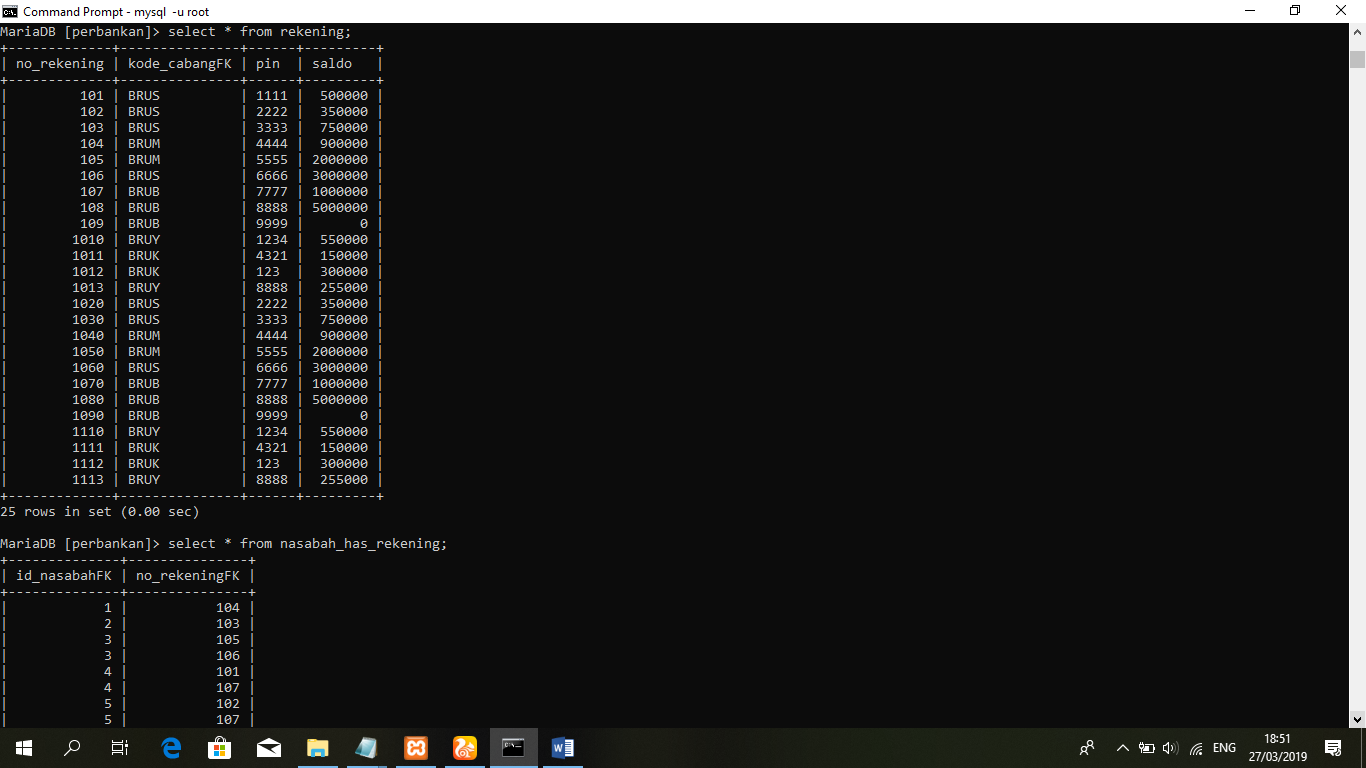 Command Prompt - mysql -u root
MariaDB [perbankan]> select * from rekening;
+-------------+---------------+------+---------+
| no_rekening | kode_cabangFK | pin  | saldo   |
+-------------+---------------+------+---------+
|         101 | BRUS          | 1111 |  500000 |
|         102 | BRUS          | 2222 |  350000 |
|         103 | BRUS          | 3333 |  750000 |
|         104 | BRUM          | 4444 |  900000 |
|         105 | BRUM          | 5555 | 2000000 |
|         106 | BRUS          | 6666 | 3000000 |
|         107 | BRUB          | 7777 | 1000000 |
|         108 | BRUB          | 8888 | 5000000 |
|         109 | BRUB          | 9999 |       0 |
|        1010 | BRUY          | 1234 |  550000 |
|        1011 | BRUK          | 4321 |  150000 |
|        1012 | BRUK          | 123  |  300000 |
|        1013 | BRUY          | 8888 |  255000 |
|        1020 | BRUS          | 2222 |  350000 |
|        1030 | BRUS          | 3333 |  750000 |
|        1040 | BRUM          | 4444 |  900000 |
|        1050 | BRUM          | 5555 | 2000000 |
|        1060 | BRUS          | 6666 | 3000000 |
|        1070 | BRUB          | 7777 | 1000000 |
|        1080 | BRUB          | 8888 | 5000000 |
|        1090 | BRUB          | 9999 |       0 |
|        1110 | BRUY          | 1234 |  550000 |
|        1111 | BRUK          | 4321 |  150000 |
|        1112 | BRUK          | 123  |  300000 |
|        1113 | BRUY          | 8888 |  255000 |
+-------------+---------------+------+---------+
25 rows in set (0.00 sec)
MariaDB [perbankan]> select * from nasabah_has_rekening;
+--------------+---------------+
| id_nasabahFK | no_rekeningFK |
+--------------+---------------+
|            1 |           104 |
|            2 |           103 |
|            3 |           105 |
|            3 |           106 |
|            4 |           101 |
|            4 |           107 |
|            5 |           102 |
|            5 |           107 |
ENG
18:51
27/03/2019